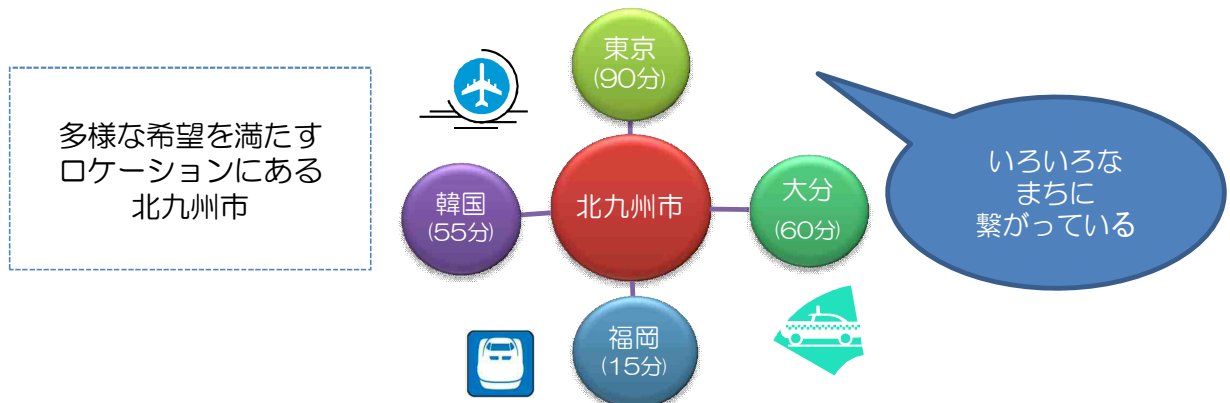 多様な希望を満たす
ロケーションにある
北九州市
東京
(90分)
韓国
(55分)
北九州市
大分
(60分)
福岡
(15分)
いろいろな
まちに
繋がっている